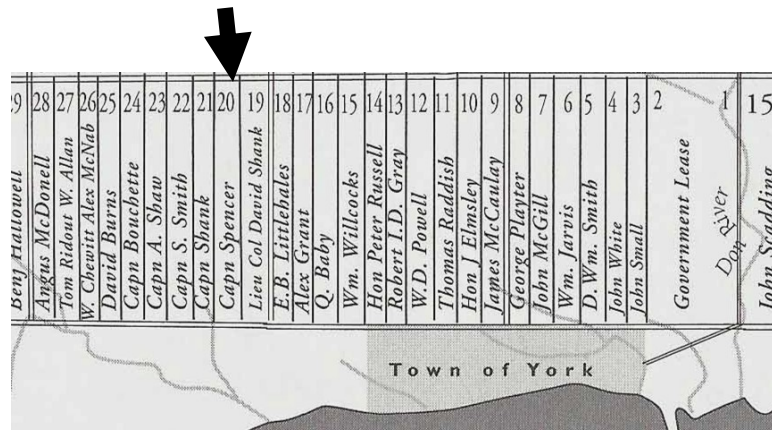 29 28 27 26 25 24 23 22 21 20 19 18 17 16 15 14 13 12 11 10 9 8 7 6 5 4 3 2 1 15
Benj Hallowell
Angus McDonell
Tom Ridout W. Allan
W. Chewitt Alex McNab
David Burns
Capn Bouchette
Capn A. Shaw
Capn S. Smith
Capn Shank
Capn Spencer
Lieu Col David Shank
E.B. Littlehales
Alex Grant
Q. Baby
Wm. Willcocks
Hon Peter Russell
Robert I.D. Gray
W.D. Powell
Thomas Raddish
Hon J Elmsley
James McCaulay
George Playter
John McGill
Wm. Jarvis
D.Wm. Smith
John White
John Small
Government Lease
Don River
John Scadding
Town of York